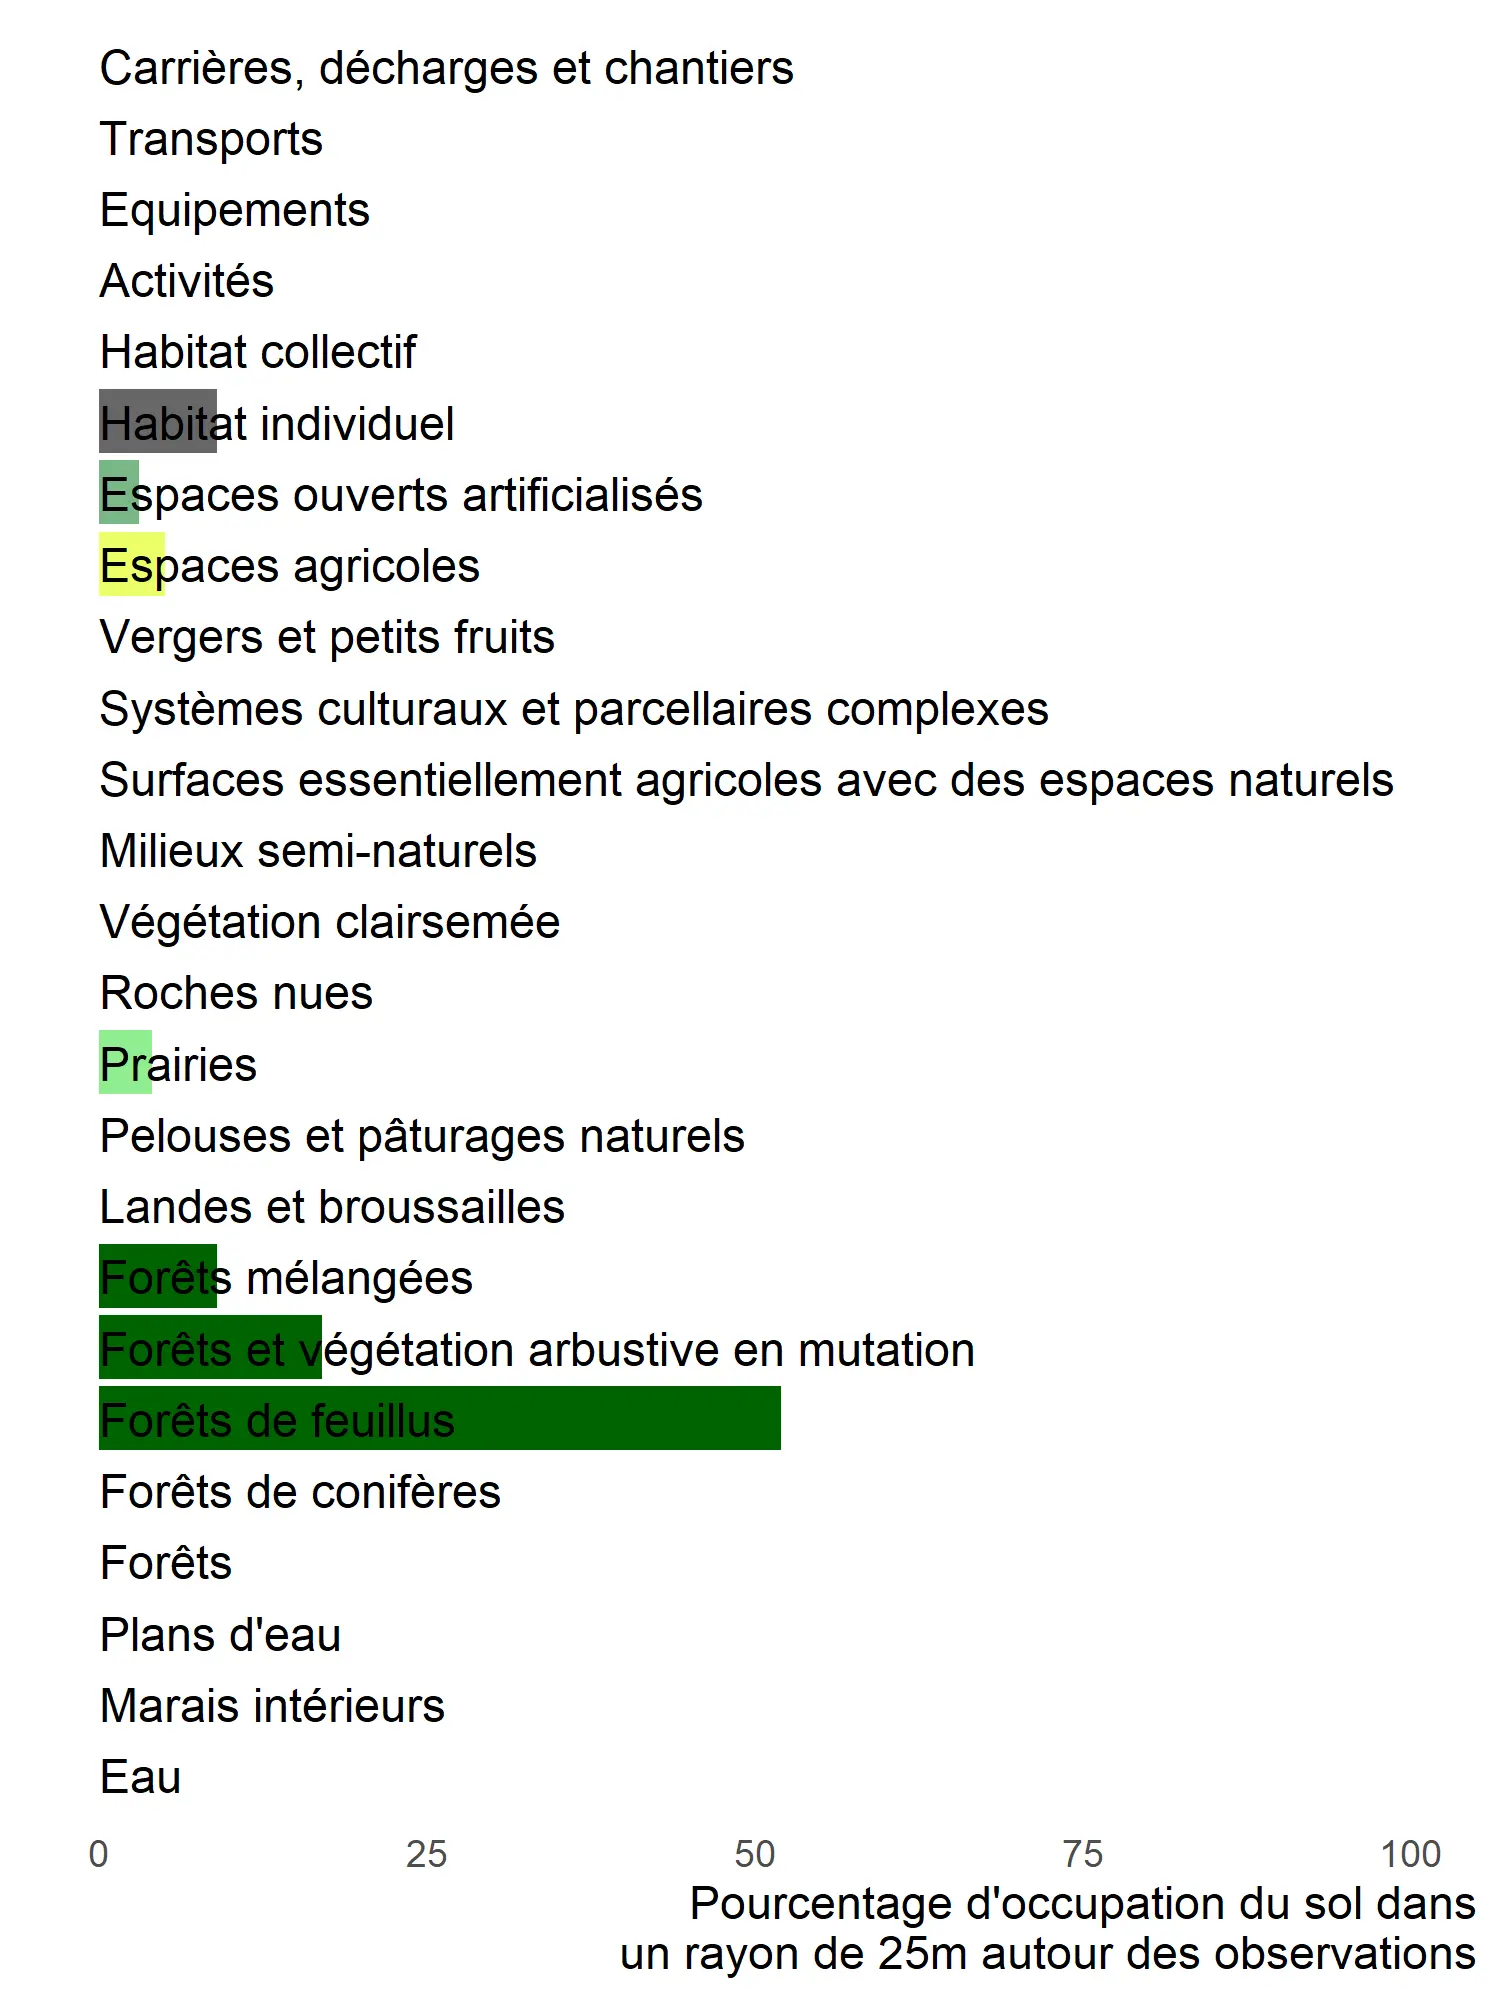 Carrières, décharges et chantiers
Transports
Equipements
Activités
Habitat collectif
Habitat individuel
Espaces ouverts artificialisés
Espaces agricoles
Vergers et petits fruits
Systèmes culturaux et parcellaires complexes
Surfaces essentiellement agricoles avec des espaces naturels
Milieux semi-naturels
Végétation clairsemée
Roches nues
Prairies
Pelouses et pâturages naturels
Landes et broussailles
Forêts mélangées
Forêts et végétation arbustive en mutation
Forêts de feuillus
Forêts de conifères
Forêts
Plans d'eau
Marais intérieurs
Eau
0 25 50 75 100
Pourcentage d'occupation du sol dans
un rayon de 25m autour des observations